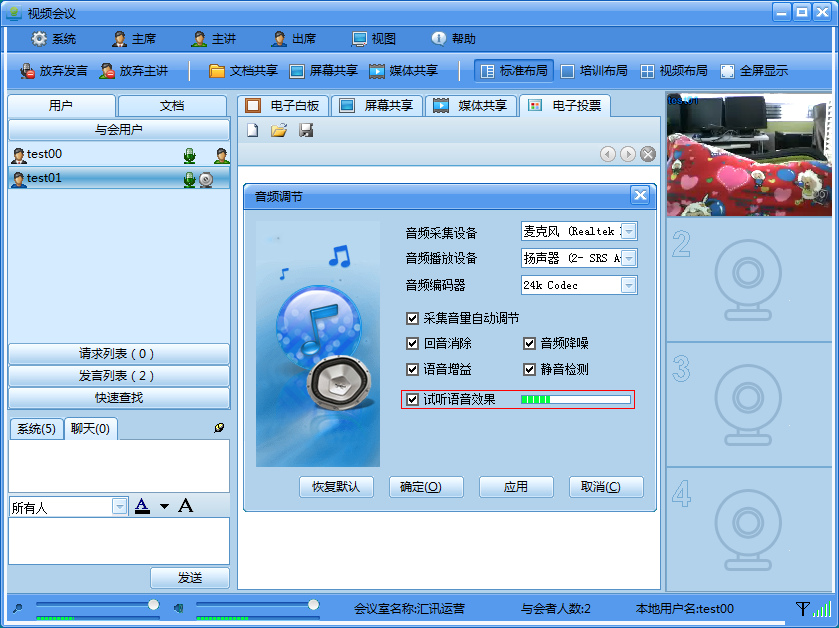 视频会议
系统 主席 主讲 出席 视图 帮助
放弃发言 放弃主讲 文档共享 屏幕共享 媒体共享 标准布局 培训布局 视频布局 全屏显示
用户 文档
与会用户
test00
test01
请求列表 ( 0 )
发言列表 ( 2 )
快速查找
系统(5) 聊天(0)
所有人 A A
发送
电子白板 屏幕共享 媒体共享 电子投票
音频调节
音频采集设备 麦克风 (Realtek
音频播放设备 扬声器 (2- SRS A
音频编码器 24k Codec
采集音量自动调节
回音消除 音频降噪
语音增益 静音检测
试听语音效果
恢复默认 确定(O) 应用 取消(C)
2
3
4
会议室名称:汇讯运营 与会者人数:2 本地用户名:test00